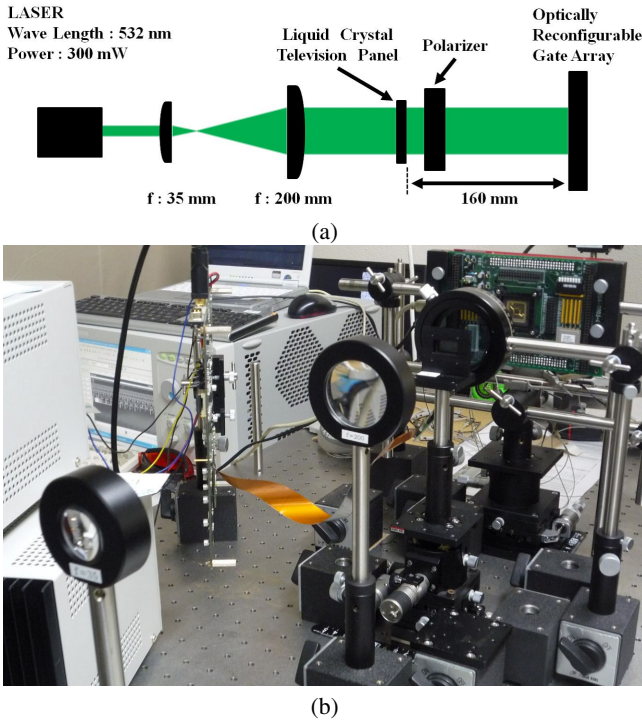 LASER
Wave Length : 532 nm
Power : 300 mW
Liquid Crystal
Television Panel
Polarizer
Optically
Reconfigurable
Gate Array
f : 35 mm
f : 200 mm
160 mm
(a)
(b)